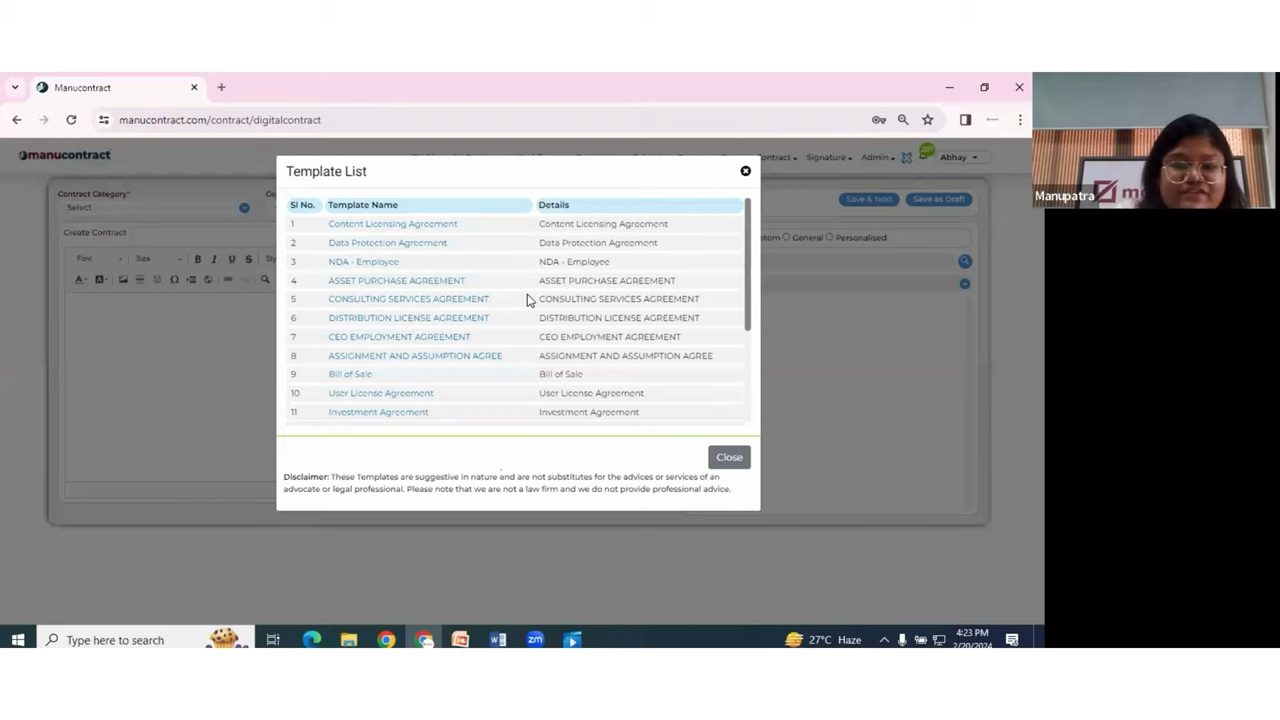 Manucontract
manucontract.com/contract/digitalcontract
manucontract
Signature
Admin
Abhay
Template List
Contract Category*
Select
Save & Next
Save as Draft
Create Contract
General
Personalised
Font
Size
B I U S
Sl No. Template Name Details
1 Content Licensing Agreement Content Licensing Agreement
2 Data Protection Agreement Data Protection Agreement
3 NDA - Employee NDA - Employee
4 ASSET PURCHASE AGREEMENT ASSET PURCHASE AGREEMENT
5 CONSULTING SERVICES AGREEMENT CONSULTING SERVICES AGREEMENT
6 DISTRIBUTION LICENSE AGREEMENT DISTRIBUTION LICENSE AGREEMENT
7 CEO EMPLOYMENT AGREEMENT CEO EMPLOYMENT AGREEMENT
8 ASSIGNMENT AND ASSUMPTION AGREE ASSIGNMENT AND ASSUMPTION AGREE
9 Bill of Sale Bill of Sale
10 User License Agreement User License Agreement
11 Investment Agreement Investment Agreement
Close
Disclaimer: These Templates are suggestive in nature and are not substitutes for the advices or services of an
advocate or legal professional. Please note that we are not a law firm and we do not provide professional advice.
Manupatra
Type here to search
27°C Haze
4:23 PM
2/20/2024